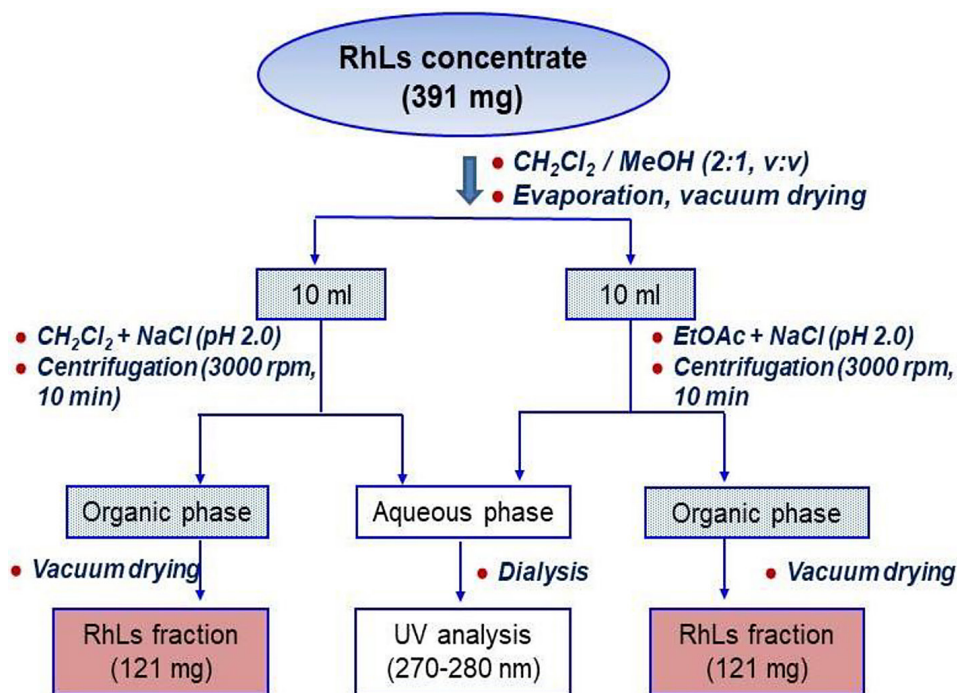 RhLs concentrate
(391 mg)
• CH₂Cl₂ / MeOH (2:1, v:v)
• Evaporation, vacuum drying
10 ml
10 ml
• CH₂Cl₂ + NaCl (pH 2.0)
• Centrifugation (3000 rpm,
10 min)
• EtOAc + NaCl (pH 2.0)
• Centrifugation (3000 rpm,
10 min
Organic phase
Aqueous phase
Organic phase
• Vacuum drying
• Dialysis
• Vacuum drying
RhLs fraction
(121 mg)
UV analysis
(270-280 nm)
RhLs fraction
(121 mg)